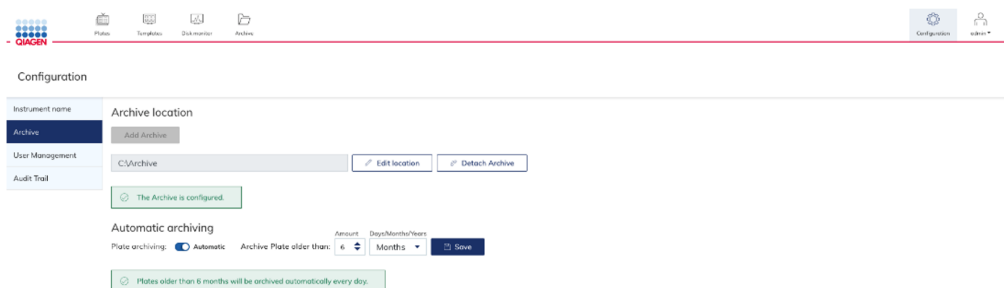 QIAGEN
Plates Templates Disk monitor Archive Configuration admin
Configuration
Instrument name
Archive
User Management
Audit Trail
Archive location
Add Archive
C:\Archive Edit location Detach Archive
The Archive is configured.
Automatic archiving
Amount Days/Months/Years
Plate archiving: Automatic Archive Plate older than: 6 Months Save
Plates older than 6 months will be archived automatically every day.